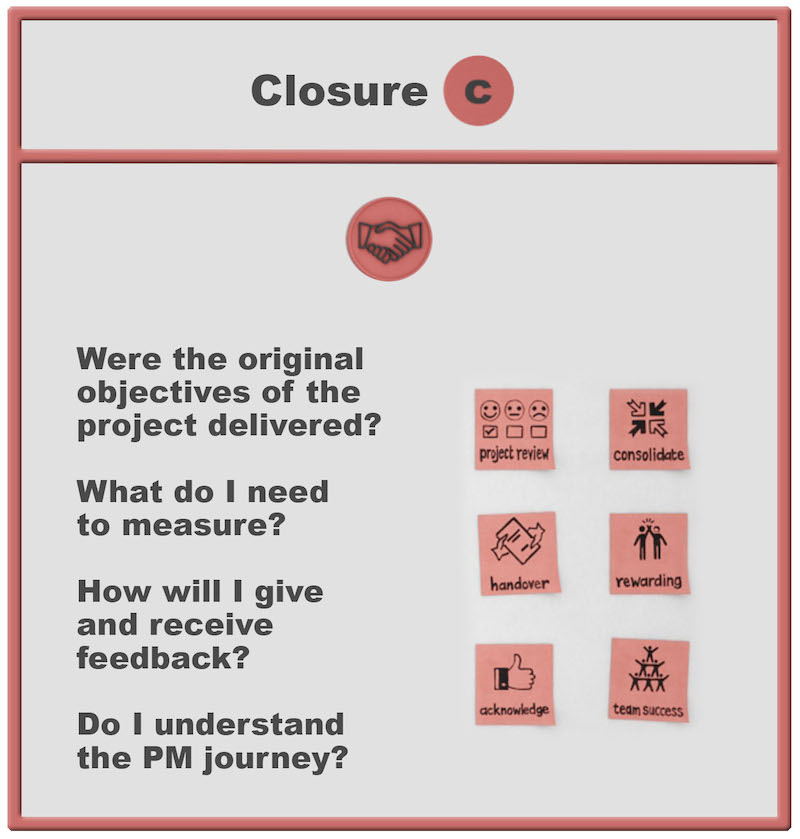 Closure C
Were the original
objectives of the
project delivered?
What do I need
to measure?
How will I give
and receive
feedback?
Do I understand
the PM journey?
project review
consolidate
handover
rewarding
acknowledge
team success